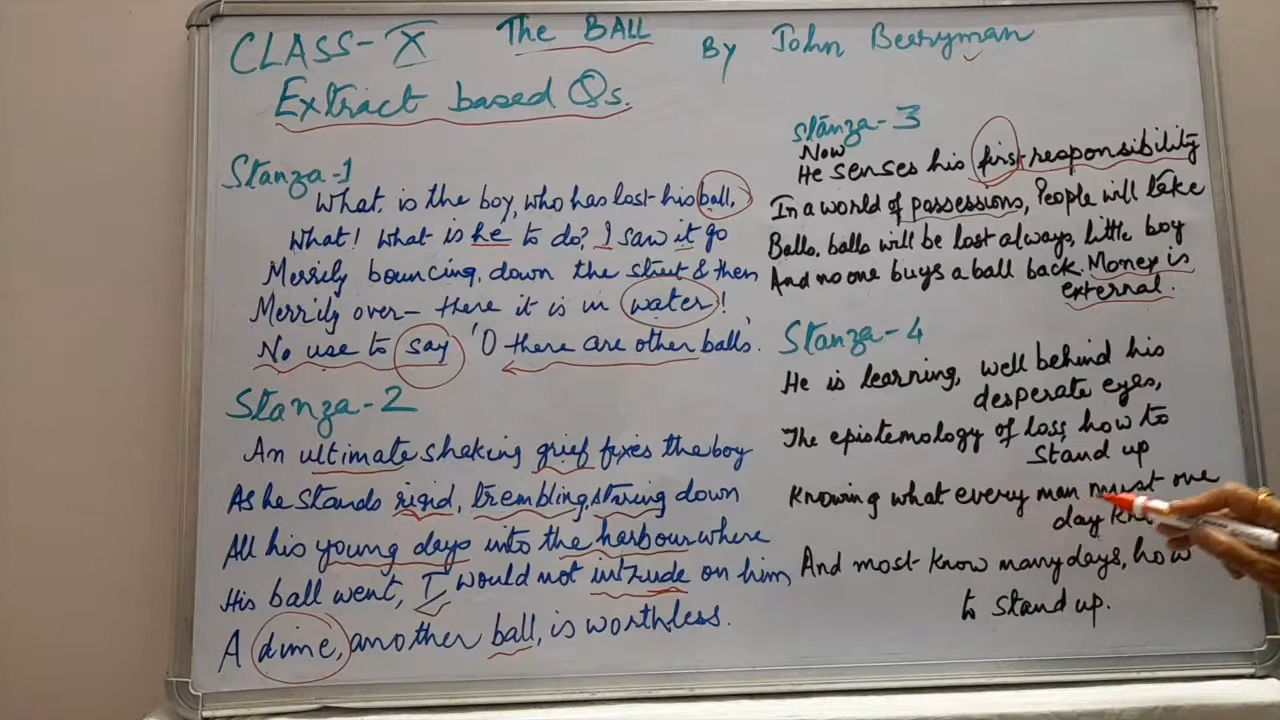 CLASS-X The BALL By John Berryman
Extract based Qs.
Stanza-1
What is the boy, who has lost his ball,
What! What is he to do? I saw it go
Merrily bouncing, down the street & then
Merrily over- there it is in water!
No use to say 'O there are other balls'.
Stanza-2
An ultimate shaking grief fixes the boy
As he stands rigid, trembling, staring down
All his young days into the harbour where
His ball went, I would not intrude on him,
A dime, another ball, is worthless.
Stanza-3
Now
He senses his first responsibility
In a world of possessions, People will take
Balls, balls will be lost always, little boy
And no one buys a ball back. Money is
external.
Stanza-4
He is learning, well behind his
desperate eyes,
The epistemology of loss how to
Stand up
Knowing what every man must one
day
And most know many days, how
to stand up.